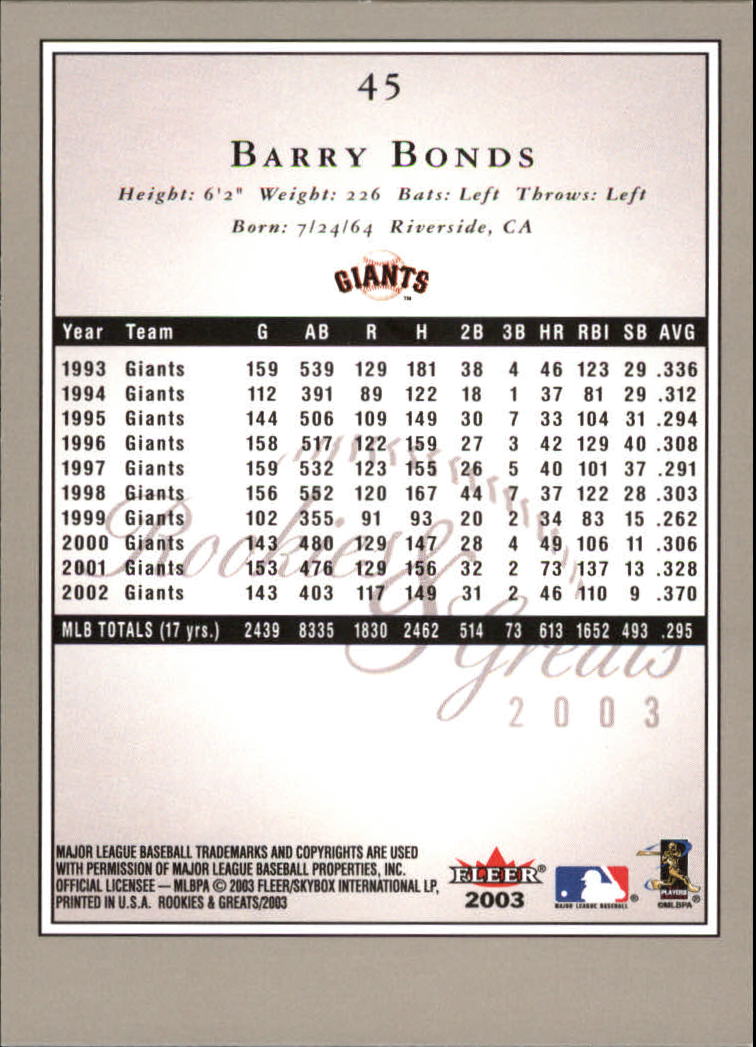 45
BARRY BONDS
Height: 6'2" Weight: 226 Bats: Left Throws: Left
Born: 7/24/64 Riverside, CA
GIANTS™
Year Team G AB R H 2B 3B HR RBI SB AVG
1993 Giants 159 539 129 181 38 4 46 123 29 .336
1994 Giants 112 391 89 122 18 1 37 81 29 .312
1995 Giants 144 506 109 149 30 7 33 104 31 .294
1996 Giants 158 517 122 159 27 3 42 129 40 .308
1997 Giants 159 532 123 155 26 5 40 101 37 .291
1998 Giants 156 552 120 167 44 7 37 122 28 .303
1999 Giants 102 355 91 93 20 2 34 83 15 .262
2000 Giants 143 480 129 147 28 4 49 106 11 .306
2001 Giants 153 476 129 156 32 2 73 137 13 .328
2002 Giants 143 403 117 149 31 2 46 110 9 .370
MLB TOTALS (17 yrs.) 2439 8335 1830 2462 514 73 613 1652 493 .295
Rookies & Greats
2003
MAJOR LEAGUE BASEBALL TRADEMARKS AND COPYRIGHTS ARE USED
WITH PERMISSION OF MAJOR LEAGUE BASEBALL PROPERTIES, INC.
OFFICIAL LICENSEE — MLBPA © 2003 FLEER/SKYBOX INTERNATIONAL LP,
PRINTED IN U.S.A. ROOKIES & GREATS/2003
FLEER®
2003
MAJOR LEAGUE BASEBALL ®
PLAYERS
©MLBPA ®